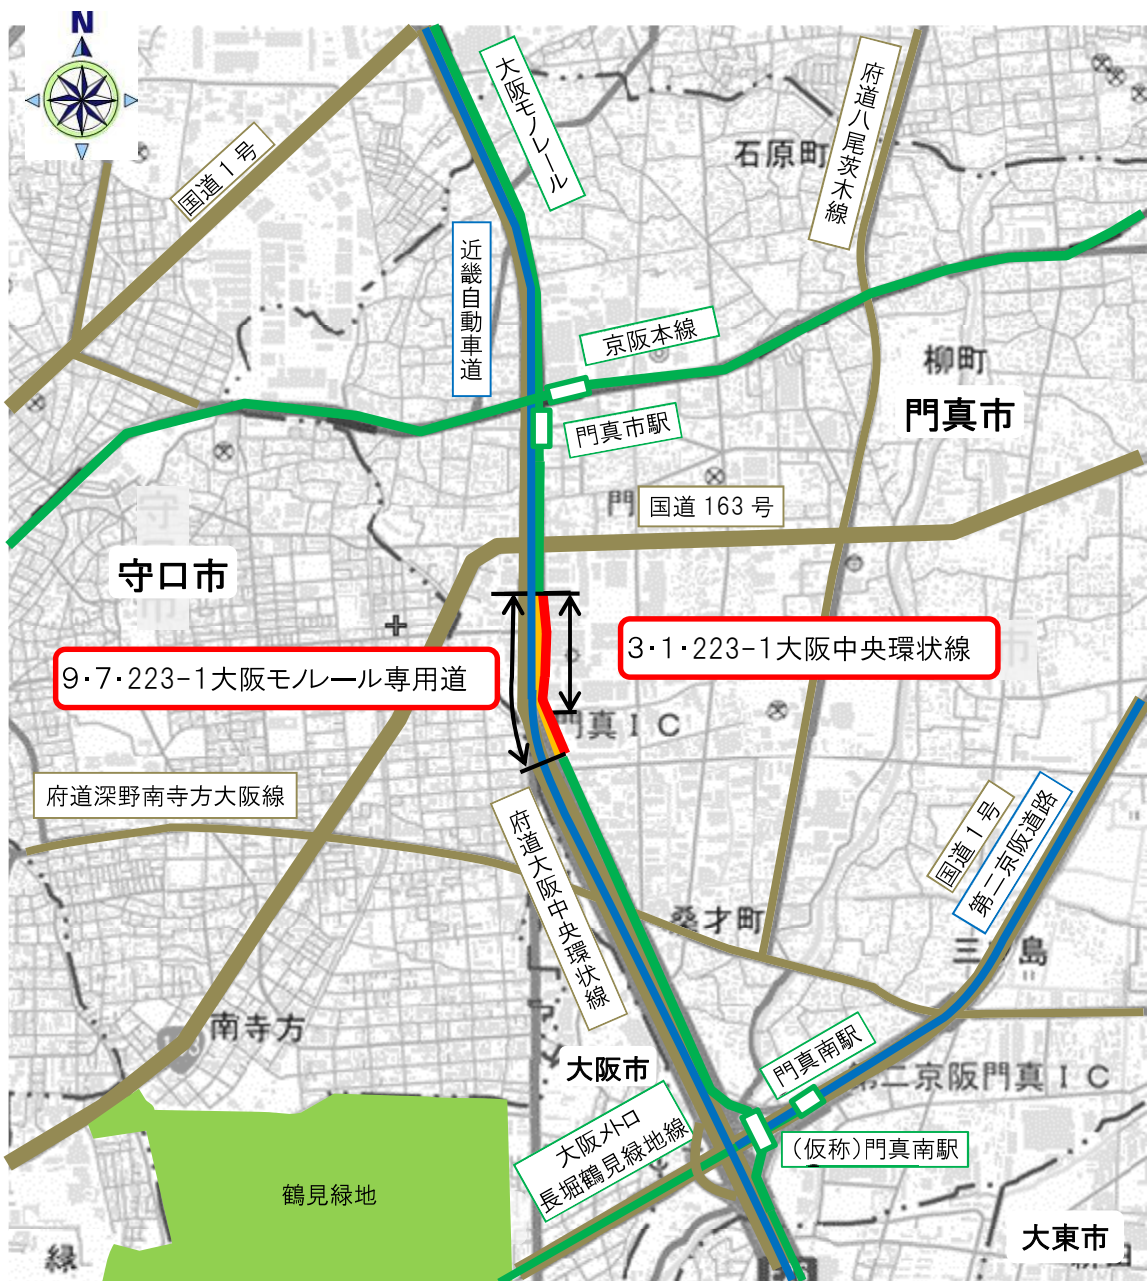 N
大阪モノレール
府道八尾茨木線
国道1号
石原町
近畿自動車道
京阪本線
柳町
門真市
門真市駅
門
国道 163 号
守口市
3・1・223-1大阪中央環状線
9・7・223-1大阪モノレール専用道
門真ＩＣ
府道深野南寺方大阪線
国道1号
第二京阪道路
府道大阪中央環状線
桑才町
三ツ島
南寺方
大阪市
門真南駅
第二京阪門真ＩＣ
大阪メトロ
長堀鶴見緑地線
(仮称)門真南駅
鶴見緑地
大東市
緑